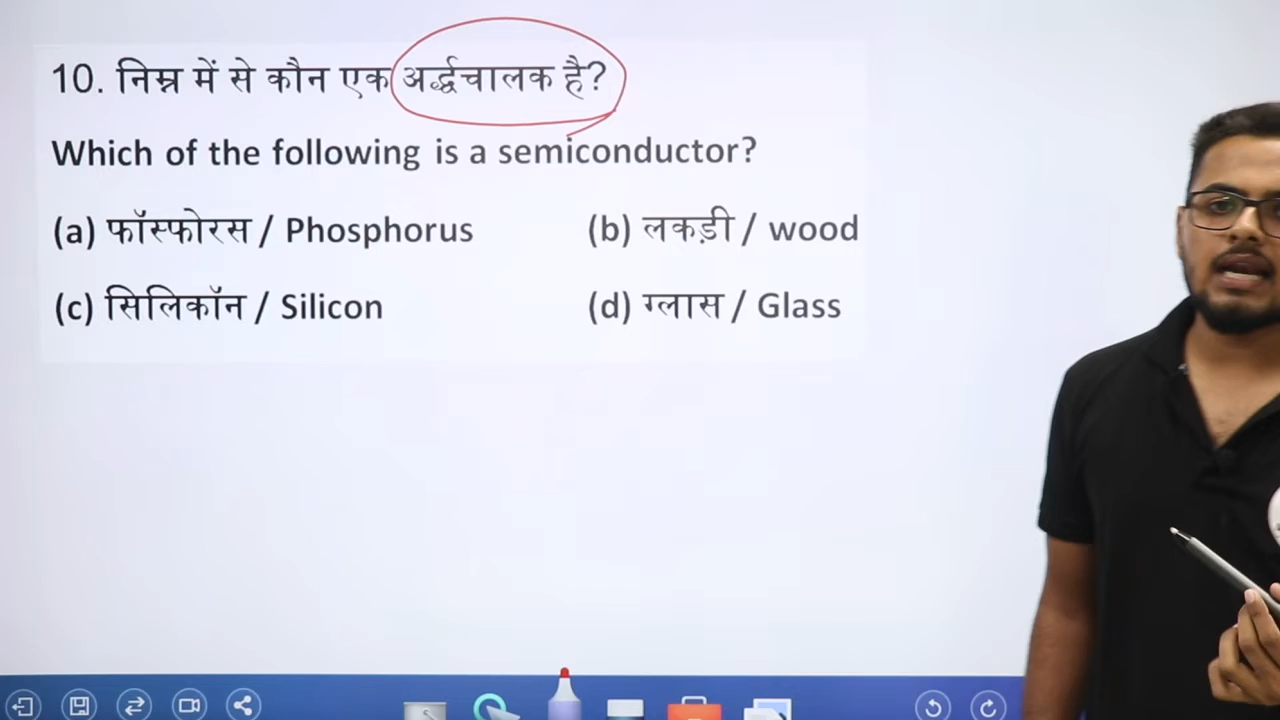 10. निम्न में से कौन एक अर्द्धचालक है?
Which of the following is a semiconductor?
(a) फॉस्फोरस / Phosphorus (b) लकड़ी / wood
(c) सिलिकॉन / Silicon (d) ग्लास / Glass